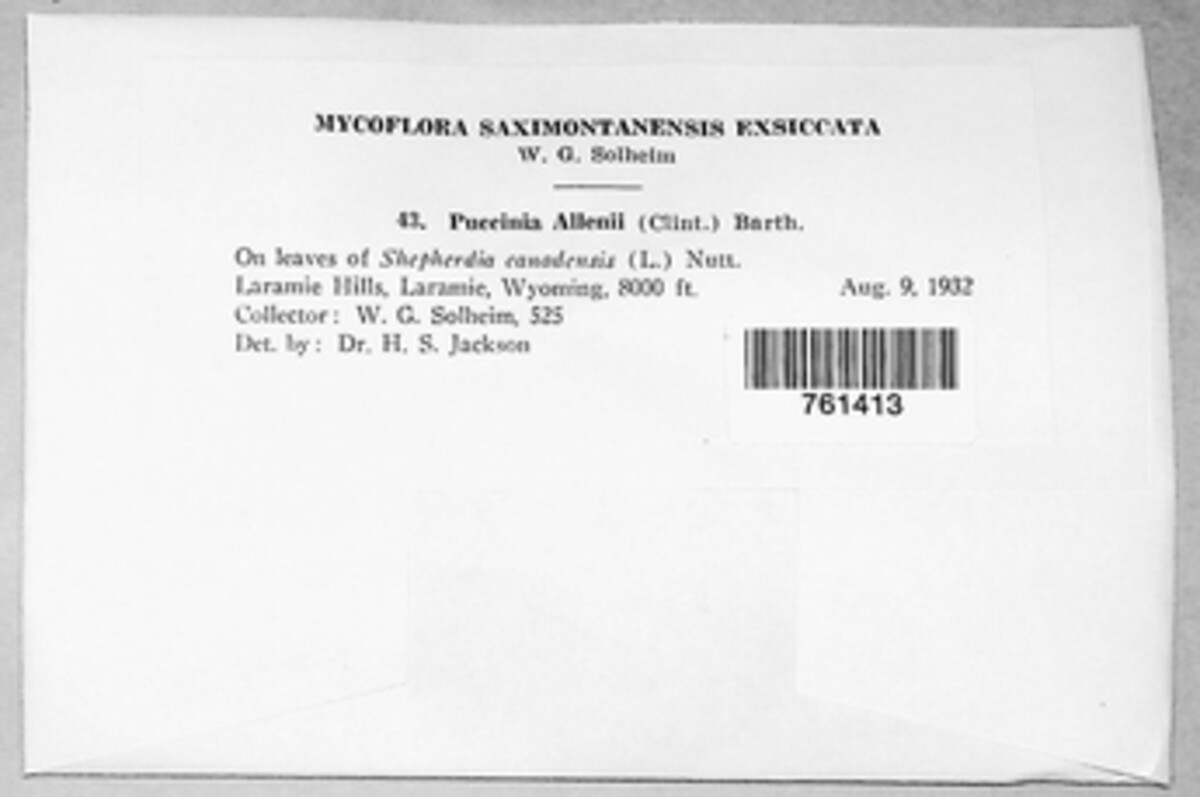 MYCOFLORA SAXIMONTANENSIS EXSICCATA
W. G. Solheim
43. Puccinia Allenii (Clint.) Barth.
On leaves of Shepherdia canadensis (L.) Nutt.
Laramie Hills, Laramie, Wyoming, 8000 ft. Aug. 9, 1932
Collector: W. G. Solheim, 525
Det. by: Dr. H. S. Jackson
761413